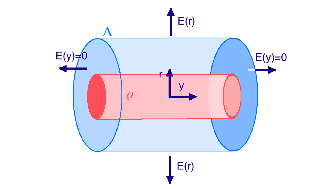 E(r)
A
E(y)=0
E(y)=0
r
y
ϱ
E(r)